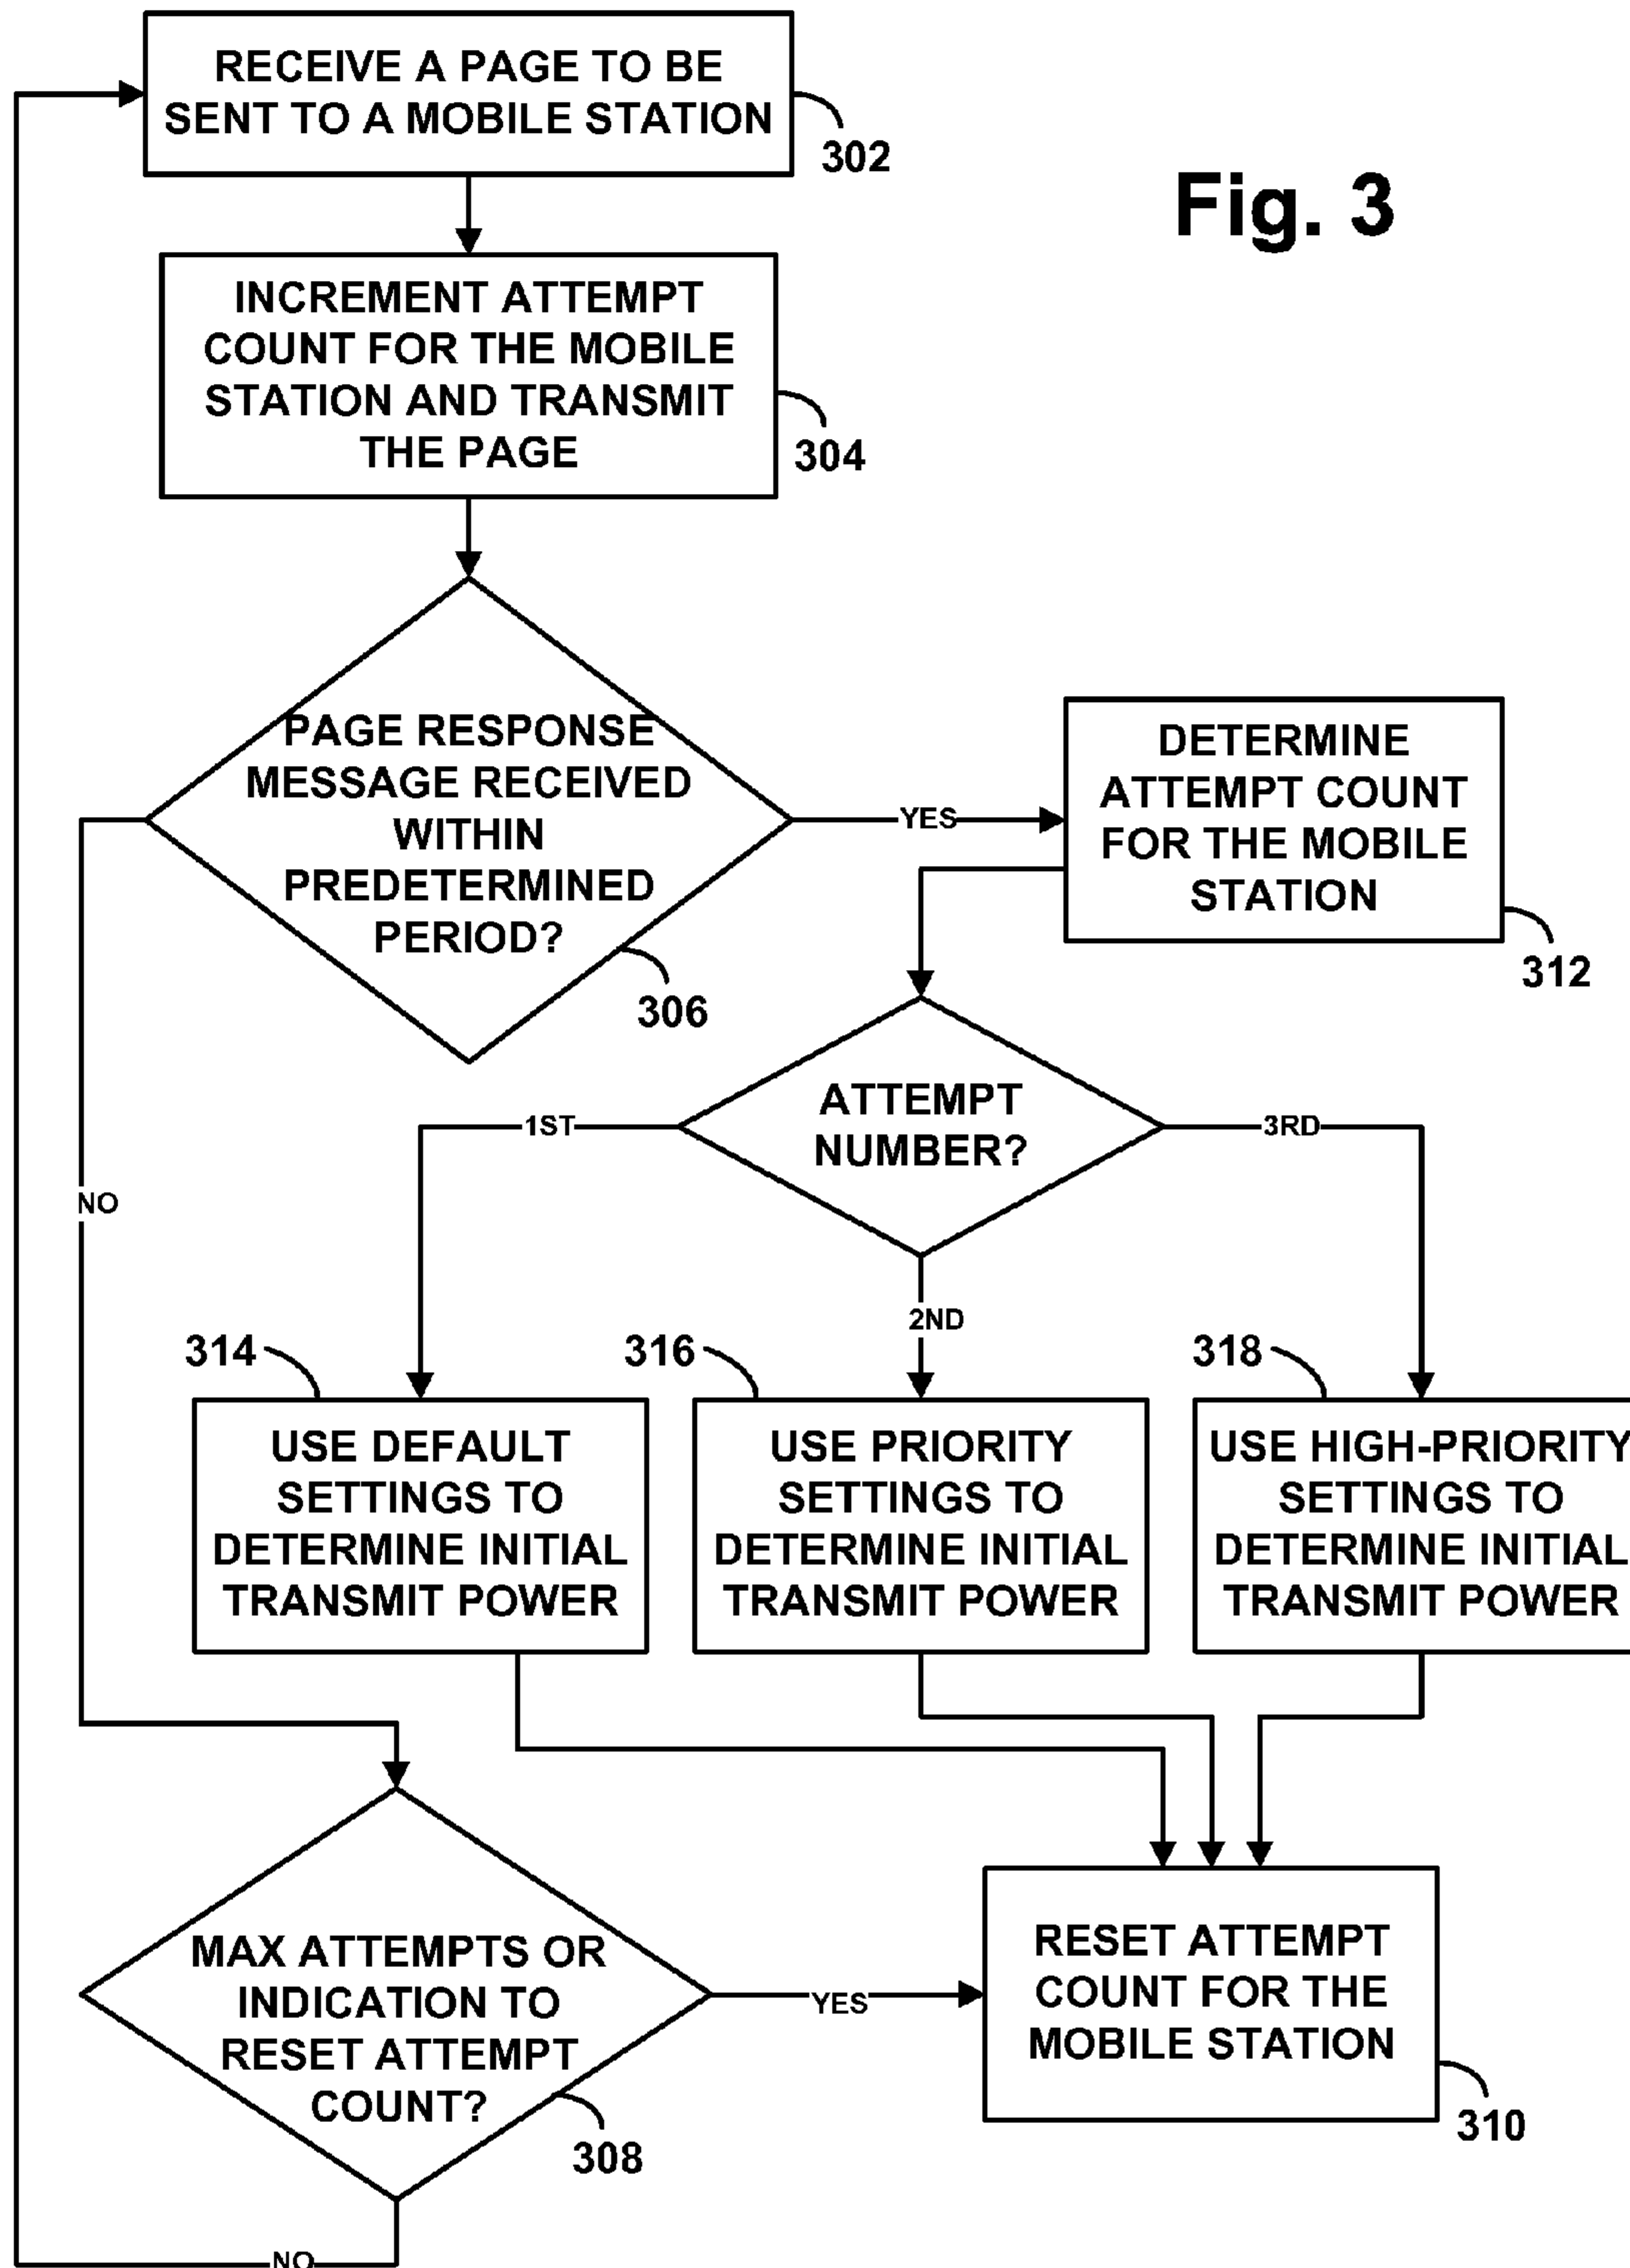 RECEIVE A PAGE TO BE
SENT TO A MOBILE STATION
302
Fig. 3
INCREMENT ATTEMPT
COUNT FOR THE MOBILE
STATION AND TRANSMIT
THE PAGE
304
PAGE RESPONSE
MESSAGE RECEIVED
WITHIN
PREDETERMINED
PERIOD?
306
YES
DETERMINE
ATTEMPT COUNT
FOR THE MOBILE
STATION
312
NO
ATTEMPT
NUMBER?
1ST
2ND
3RD
314
USE DEFAULT
SETTINGS TO
DETERMINE INITIAL
TRANSMIT POWER
316
USE PRIORITY
SETTINGS TO
DETERMINE INITIAL
TRANSMIT POWER
318
USE HIGH-PRIORITY
SETTINGS TO
DETERMINE INITIAL
TRANSMIT POWER
MAX ATTEMPTS OR
INDICATION TO
RESET ATTEMPT
COUNT?
308
YES
RESET ATTEMPT
COUNT FOR THE
MOBILE STATION
310
NO